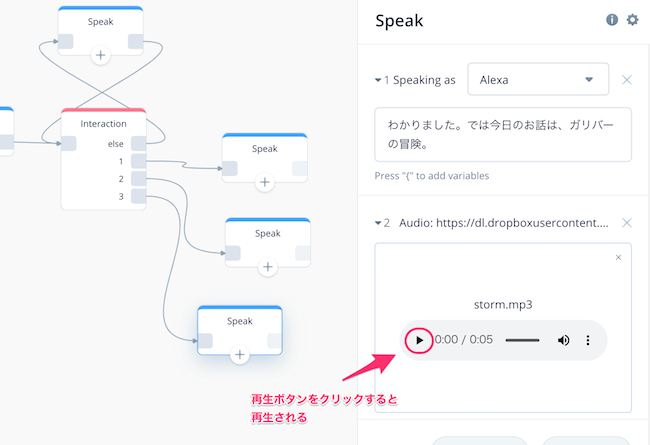 Speak
Interaction
else
1
2
3
Speak
Speak
Speak
再生ボタンをクリックすると
再生される
Speak
1 Speaking as
Alexa
わかりました。では今日のお話は、ガリバー
の冒険。
Press "{" to add variables
2 Audio: https://dl.dropboxusercontent....
storm.mp3
0:00 / 0:05